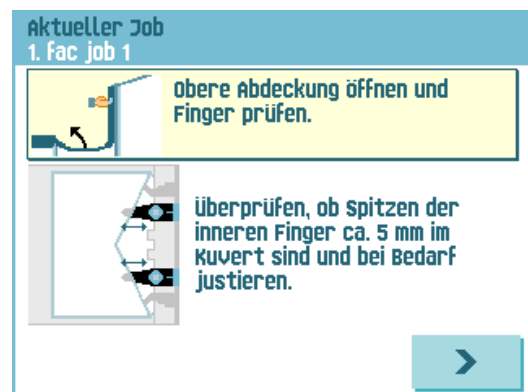 Aktueller Job
1. Fac job 1
Obere Abdeckung öffnen und
Finger prüfen.
Überprüfen, ob Spitzen der
inneren Finger ca. 5 mm im
Kuvert sind und bei Bedarf
justieren.